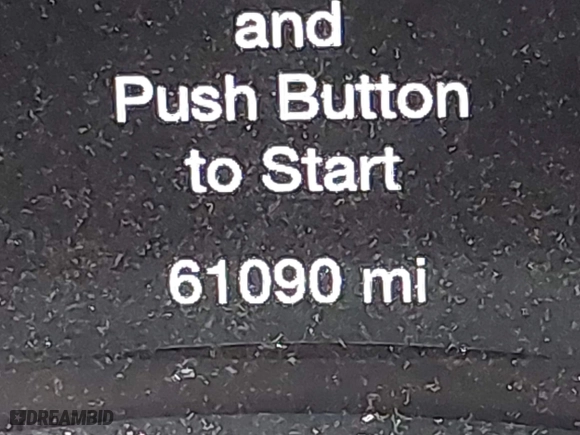 and
Push Button
to Start
61090 mi
DREAMBID